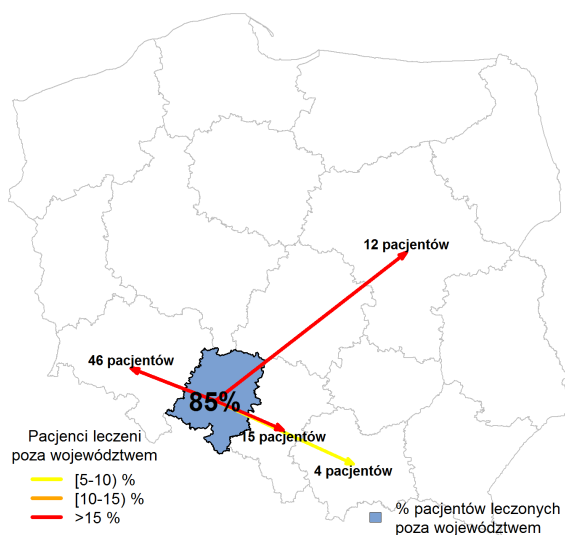 12 pacjentów
46 pacjentów
85%
15 pacjentów
4 pacjentów
Pacjenci leczeni
poza województwem
[5-10) %
[10-15) %
>15 %
% pacjentów leczonych
poza województwem